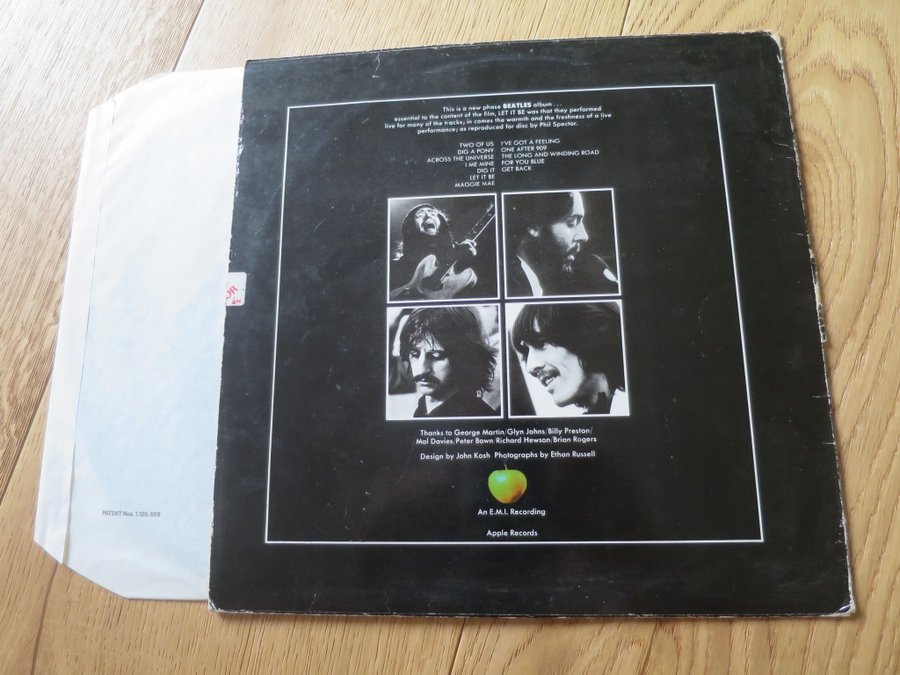 This is a new phase BEATLES album . . .
essential to the content of the film, LET IT BE was that they performed
live for many of the tracks; in comes the warmth and the freshness of a live
performance; as reproduced for disc by Phil Spector.
TWO OF US
DIG A PONY
ACROSS THE UNIVERSE
I ME MINE
DIG IT
LET IT BE
MAGGIE MAE
I'VE GOT A FEELING
ONE AFTER 909
THE LONG AND WINDING ROAD
FOR YOU BLUE
GET BACK
Thanks to George Martin/Glyn Johns/Billy Preston/
Mal Davies/Peter Bown/Richard Hewson/Brian Rogers
Design by John Kosh Photographs by Ethan Russell
An E.M.I. Recording
Apple Records
PATENT Nos. 1,125,555